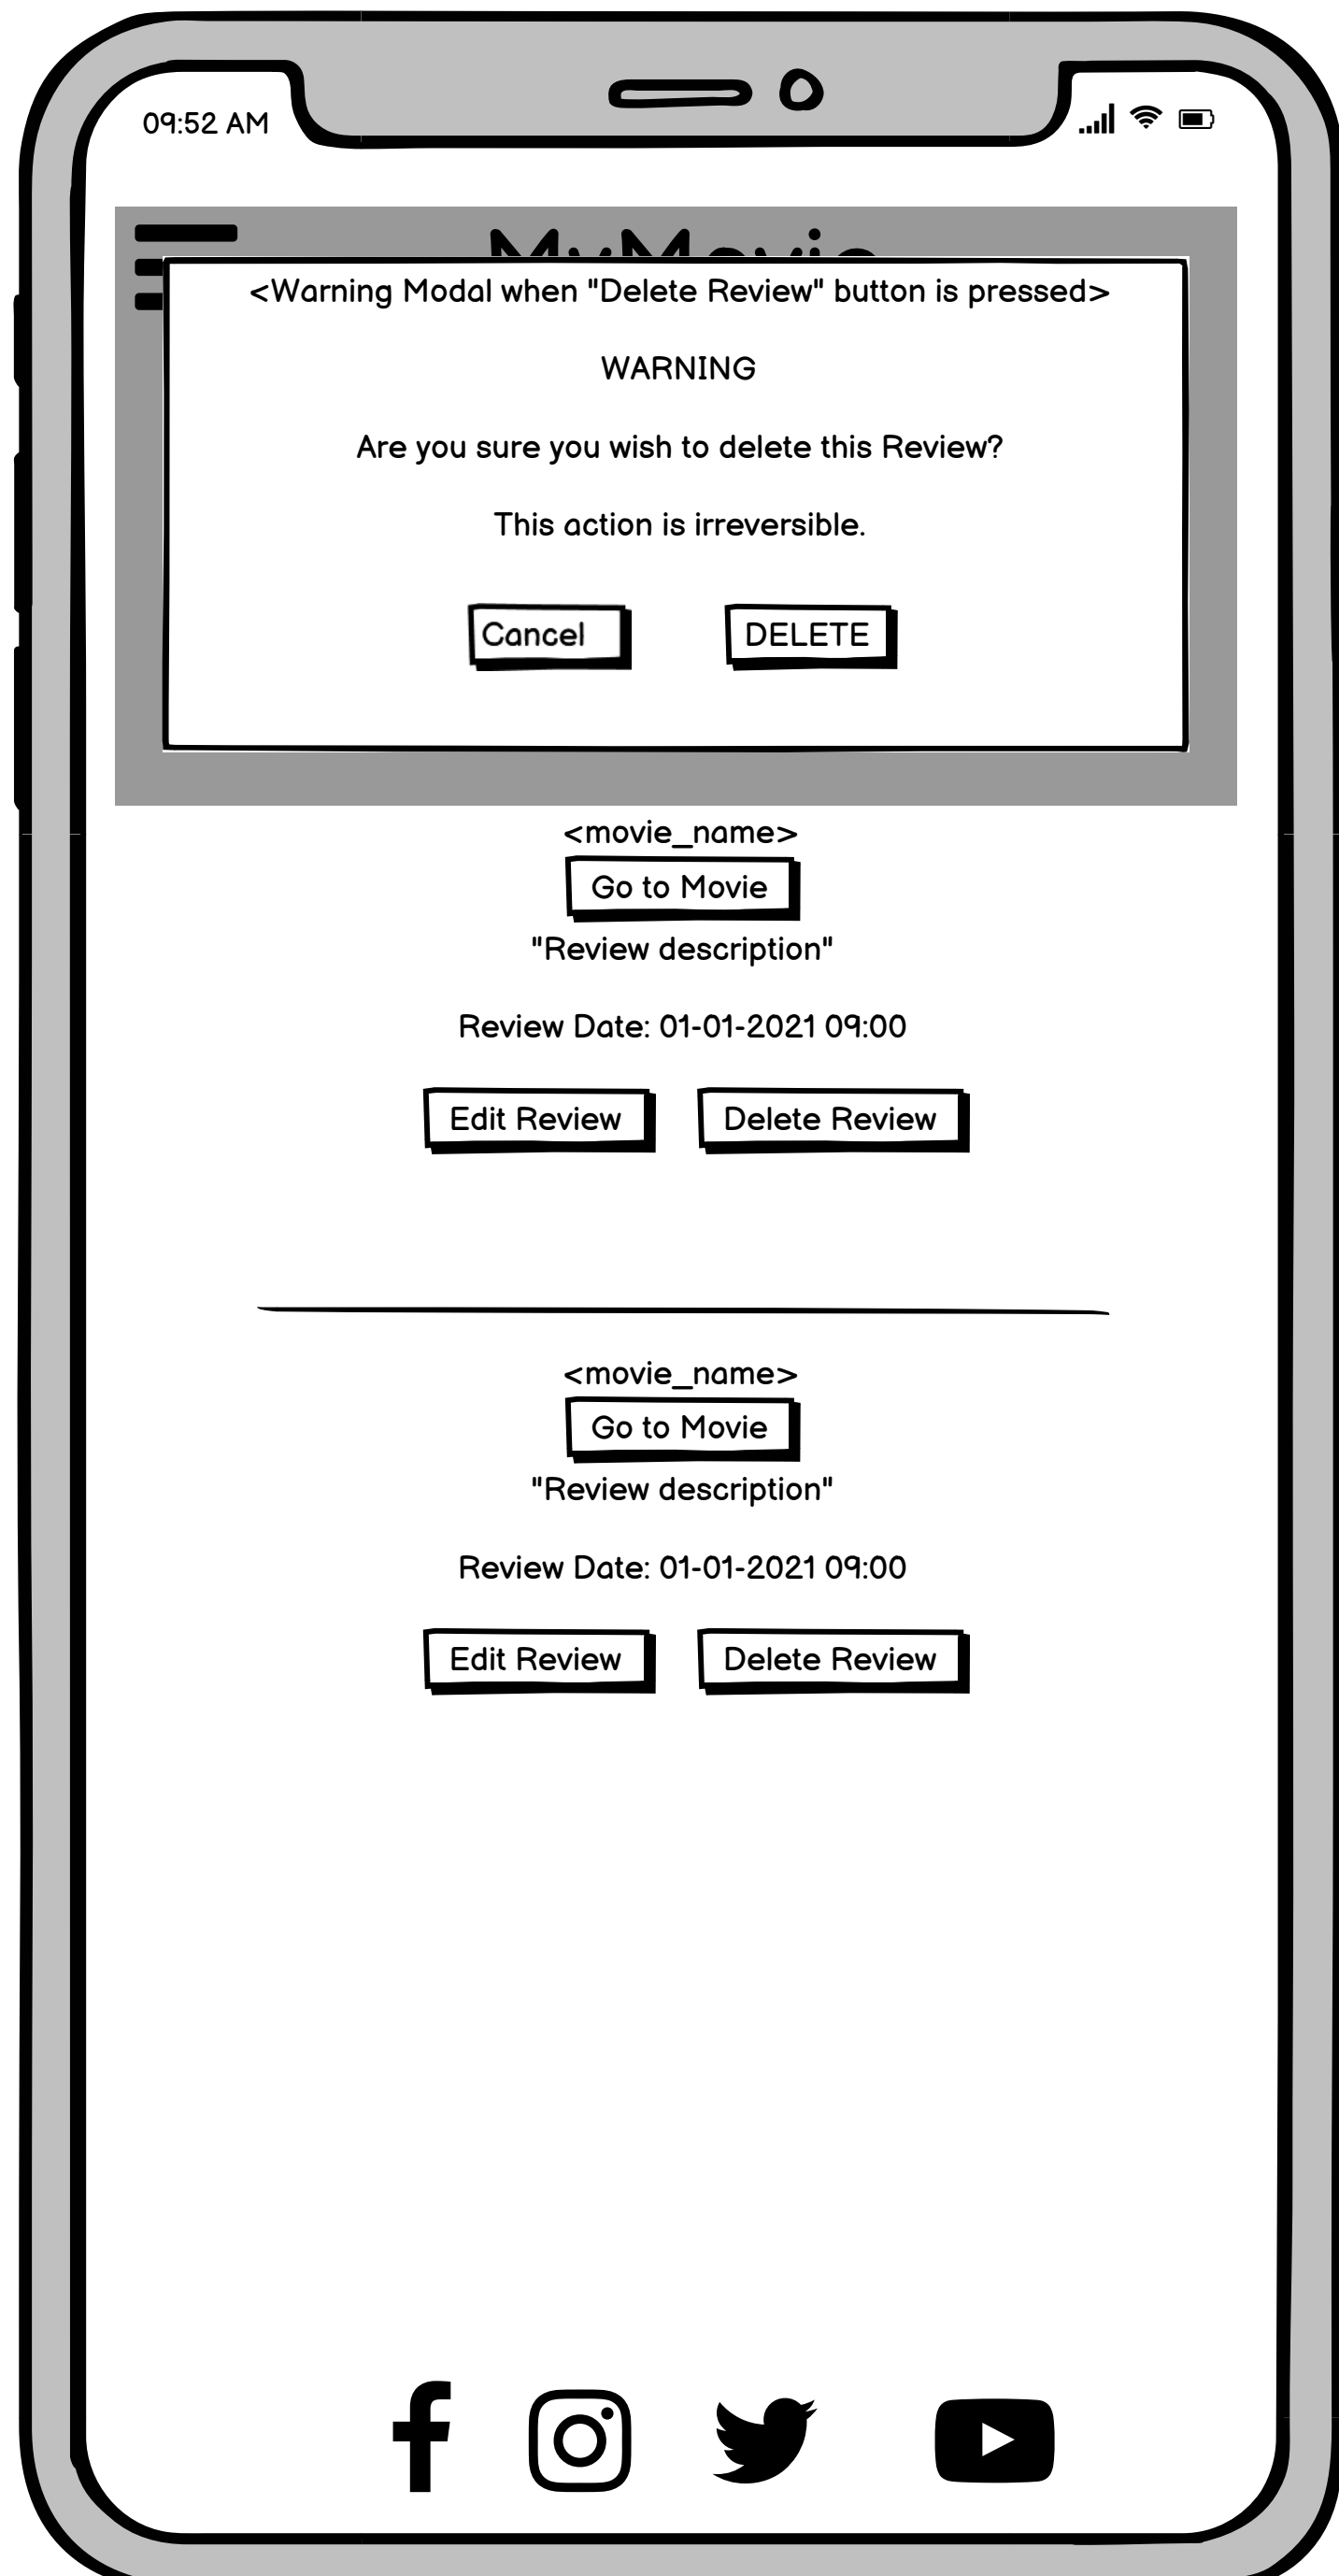 09:52 AM
<Warning Modal when "Delete Review" button is pressed>
WARNING
Are you sure you wish to delete this Review?
This action is irreversible.
Cancel DELETE
<movie_name>
Go to Movie
"Review description"
Review Date: 01-01-2021 09:00
Edit Review Delete Review
<movie_name>
Go to Movie
"Review description"
Review Date: 01-01-2021 09:00
Edit Review Delete Review